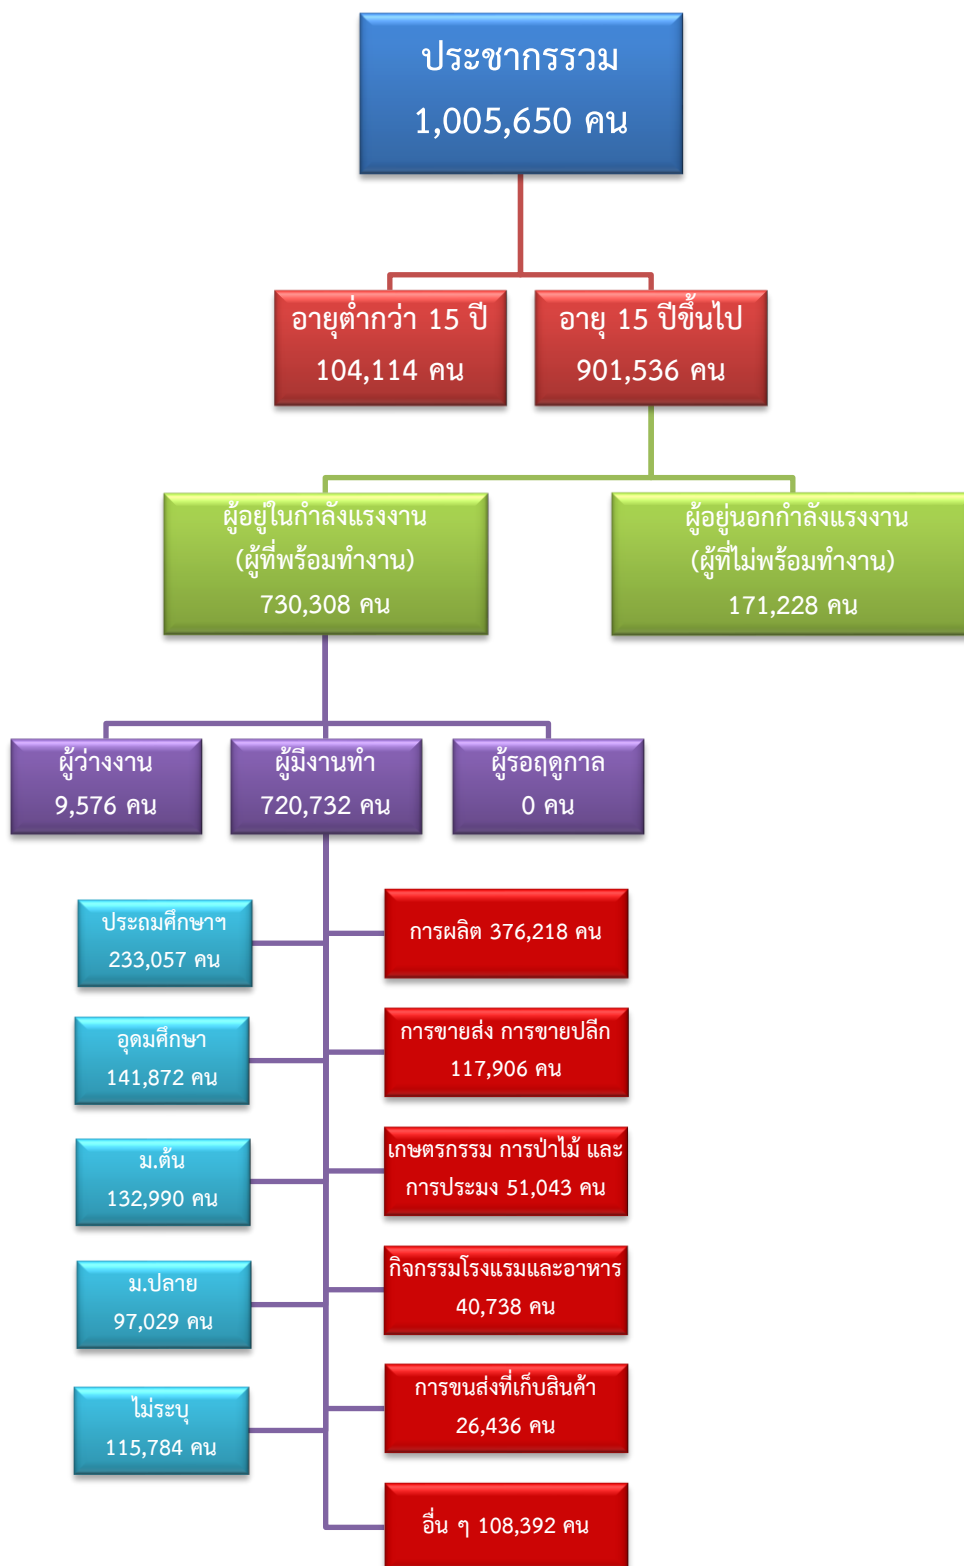 ประชากรรวม
1,005,650 คน
อายุต่ำกว่า 15 ปี
104,114 คน
อายุ 15 ปีขึ้นไป
901,536 คน
ผู้อยู่ในกำลังแรงงาน
(ผู้ที่พร้อมทำงาน)
730,308 คน
ผู้อยู่นอกกำลังแรงงาน
(ผู้ที่ไม่พร้อมทำงาน)
171,228 คน
ผู้ว่างงาน
9,576 คน
ผู้มีงานทำ
720,732 คน
ผู้รอฤดูกาล
0 คน
ประถมศึกษาฯ
233,057 คน
อุดมศึกษา
141,872 คน
ม.ต้น
132,990 คน
ม.ปลาย
97,029 คน
ไม่ระบุ
115,784 คน
การผลิต 376,218 คน
การขายส่ง การขายปลีก
117,906 คน
เกษตรกรรม การป่าไม้ และ
การประมง 51,043 คน
กิจกรรมโรงแรมและอาหาร
40,738 คน
การขนส่งที่เก็บสินค้า
26,436 คน
อื่น ๆ 108,392 คน